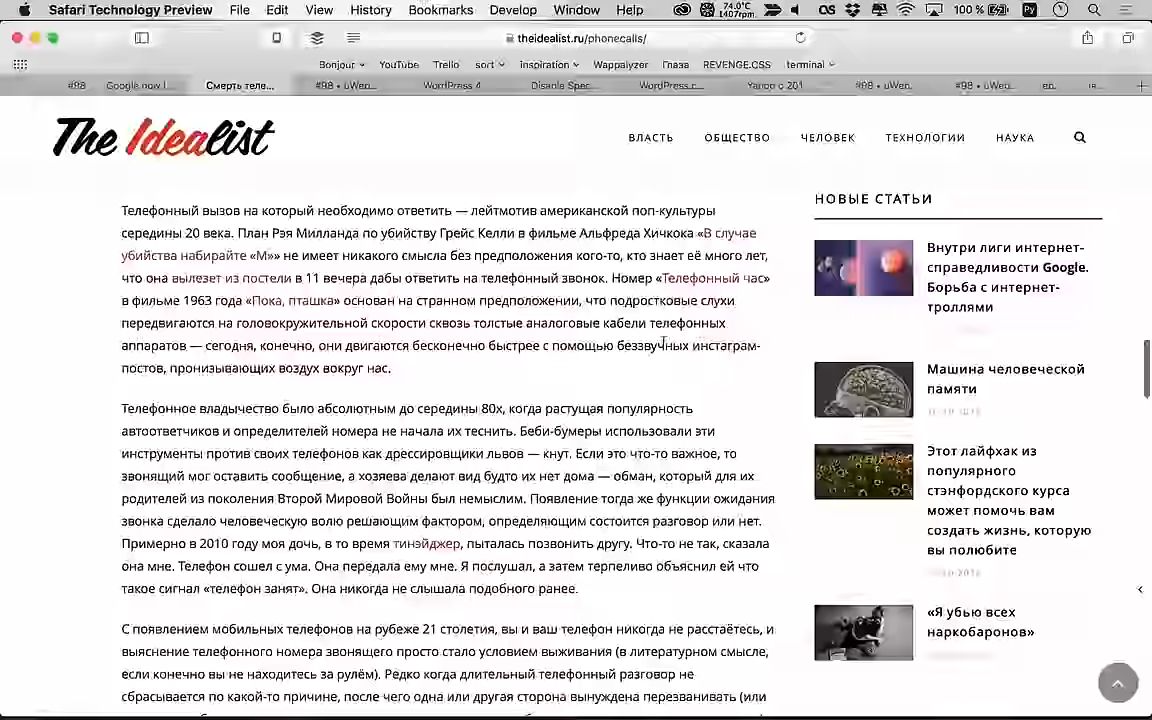 Safari Technology Preview File Edit View History Bookmarks Develop Window Help 74.0°C 1407rpm 100 % Py
theidealist.ru/phonecalls/
Bonjour YouTube Trello sort inspiration Wappalyzer Глаза REVENGE.CSS terminal
#98 Google now l... Смерть теле... #98 • uWeb... WordPress 4 Disable Spec... WordPress c... #98 • uWeb... #98 • uWeb...
The Idealist
ВЛАСТЬ ОБЩЕСТВО ЧЕЛОВЕК ТЕХНОЛОГИИ НАУКА
Телефонный вызов на который необходимо ответить — лейтмотив американской поп-культуры
середины 20 века. План Рэя Милланда по убийству Грейс Келли в фильме Альфреда Хичкока «В случае
убийства набирайте «М»» не имеет никакого смысла без предположения кого-то, кто знает её много лет,
что она вылезет из постели в 11 вечера дабы ответить на телефонный звонок. Номер «Телефонный час»
в фильме 1963 года «Пока, пташка» основан на странном предположении, что подростковые слухи
передвигаются на головокружительной скорости сквозь толстые аналоговые кабели телефонных
аппаратов — сегодня, конечно, они двигаются бесконечно быстрее с помощью беззвучных инстаграм-
постов, пронизывающих воздух вокруг нас.
Телефонное владычество было абсолютным до середины 80х, когда растущая популярность
автоответчиков и определителей номера не начала их теснить. Беби-бумеры использовали эти
инструменты против своих телефонов как дрессировщики львов — кнут. Если это что-то важное, то
звонящий мог оставить сообщение, а хозяева делают вид будто их нет дома — обман, который для их
родителей из поколения Второй Мировой Войны был немыслим. Появление тогда же функции ожидания
звонка сделало человеческую волю решающим фактором, определяющим состоится разговор или нет.
Примерно в 2010 году моя дочь, в то время тинэйджер, пыталась позвонить другу. Что-то не так, сказала
она мне. Телефон сошел с ума. Она передала ему мне. Я послушал, а затем терпеливо объяснил ей что
такое сигнал «телефон занят». Она никогда не слышала подобного ранее.
С появлением мобильных телефонов на рубеже 21 столетия, вы и ваш телефон никогда не расстаётесь, и
выяснение телефонного номера звонящего просто стало условием выживания (в литературном смысле,
если конечно вы не находитесь за рулём). Редко когда длительный телефонный разговор не
сбрасывается по какой-то причине, после чего одна или другая сторона вынуждена перезванивать (или
НОВЫЕ СТАТЬИ
Внутри лиги интернет-
справедливости Google.
Борьба с интернет-
троллями
Машина человеческой
памяти
Этот лайфхак из
популярного
стэнфордского курса
может помочь вам
создать жизнь, которую
вы полюбите
«Я убью всех
наркобаронов»